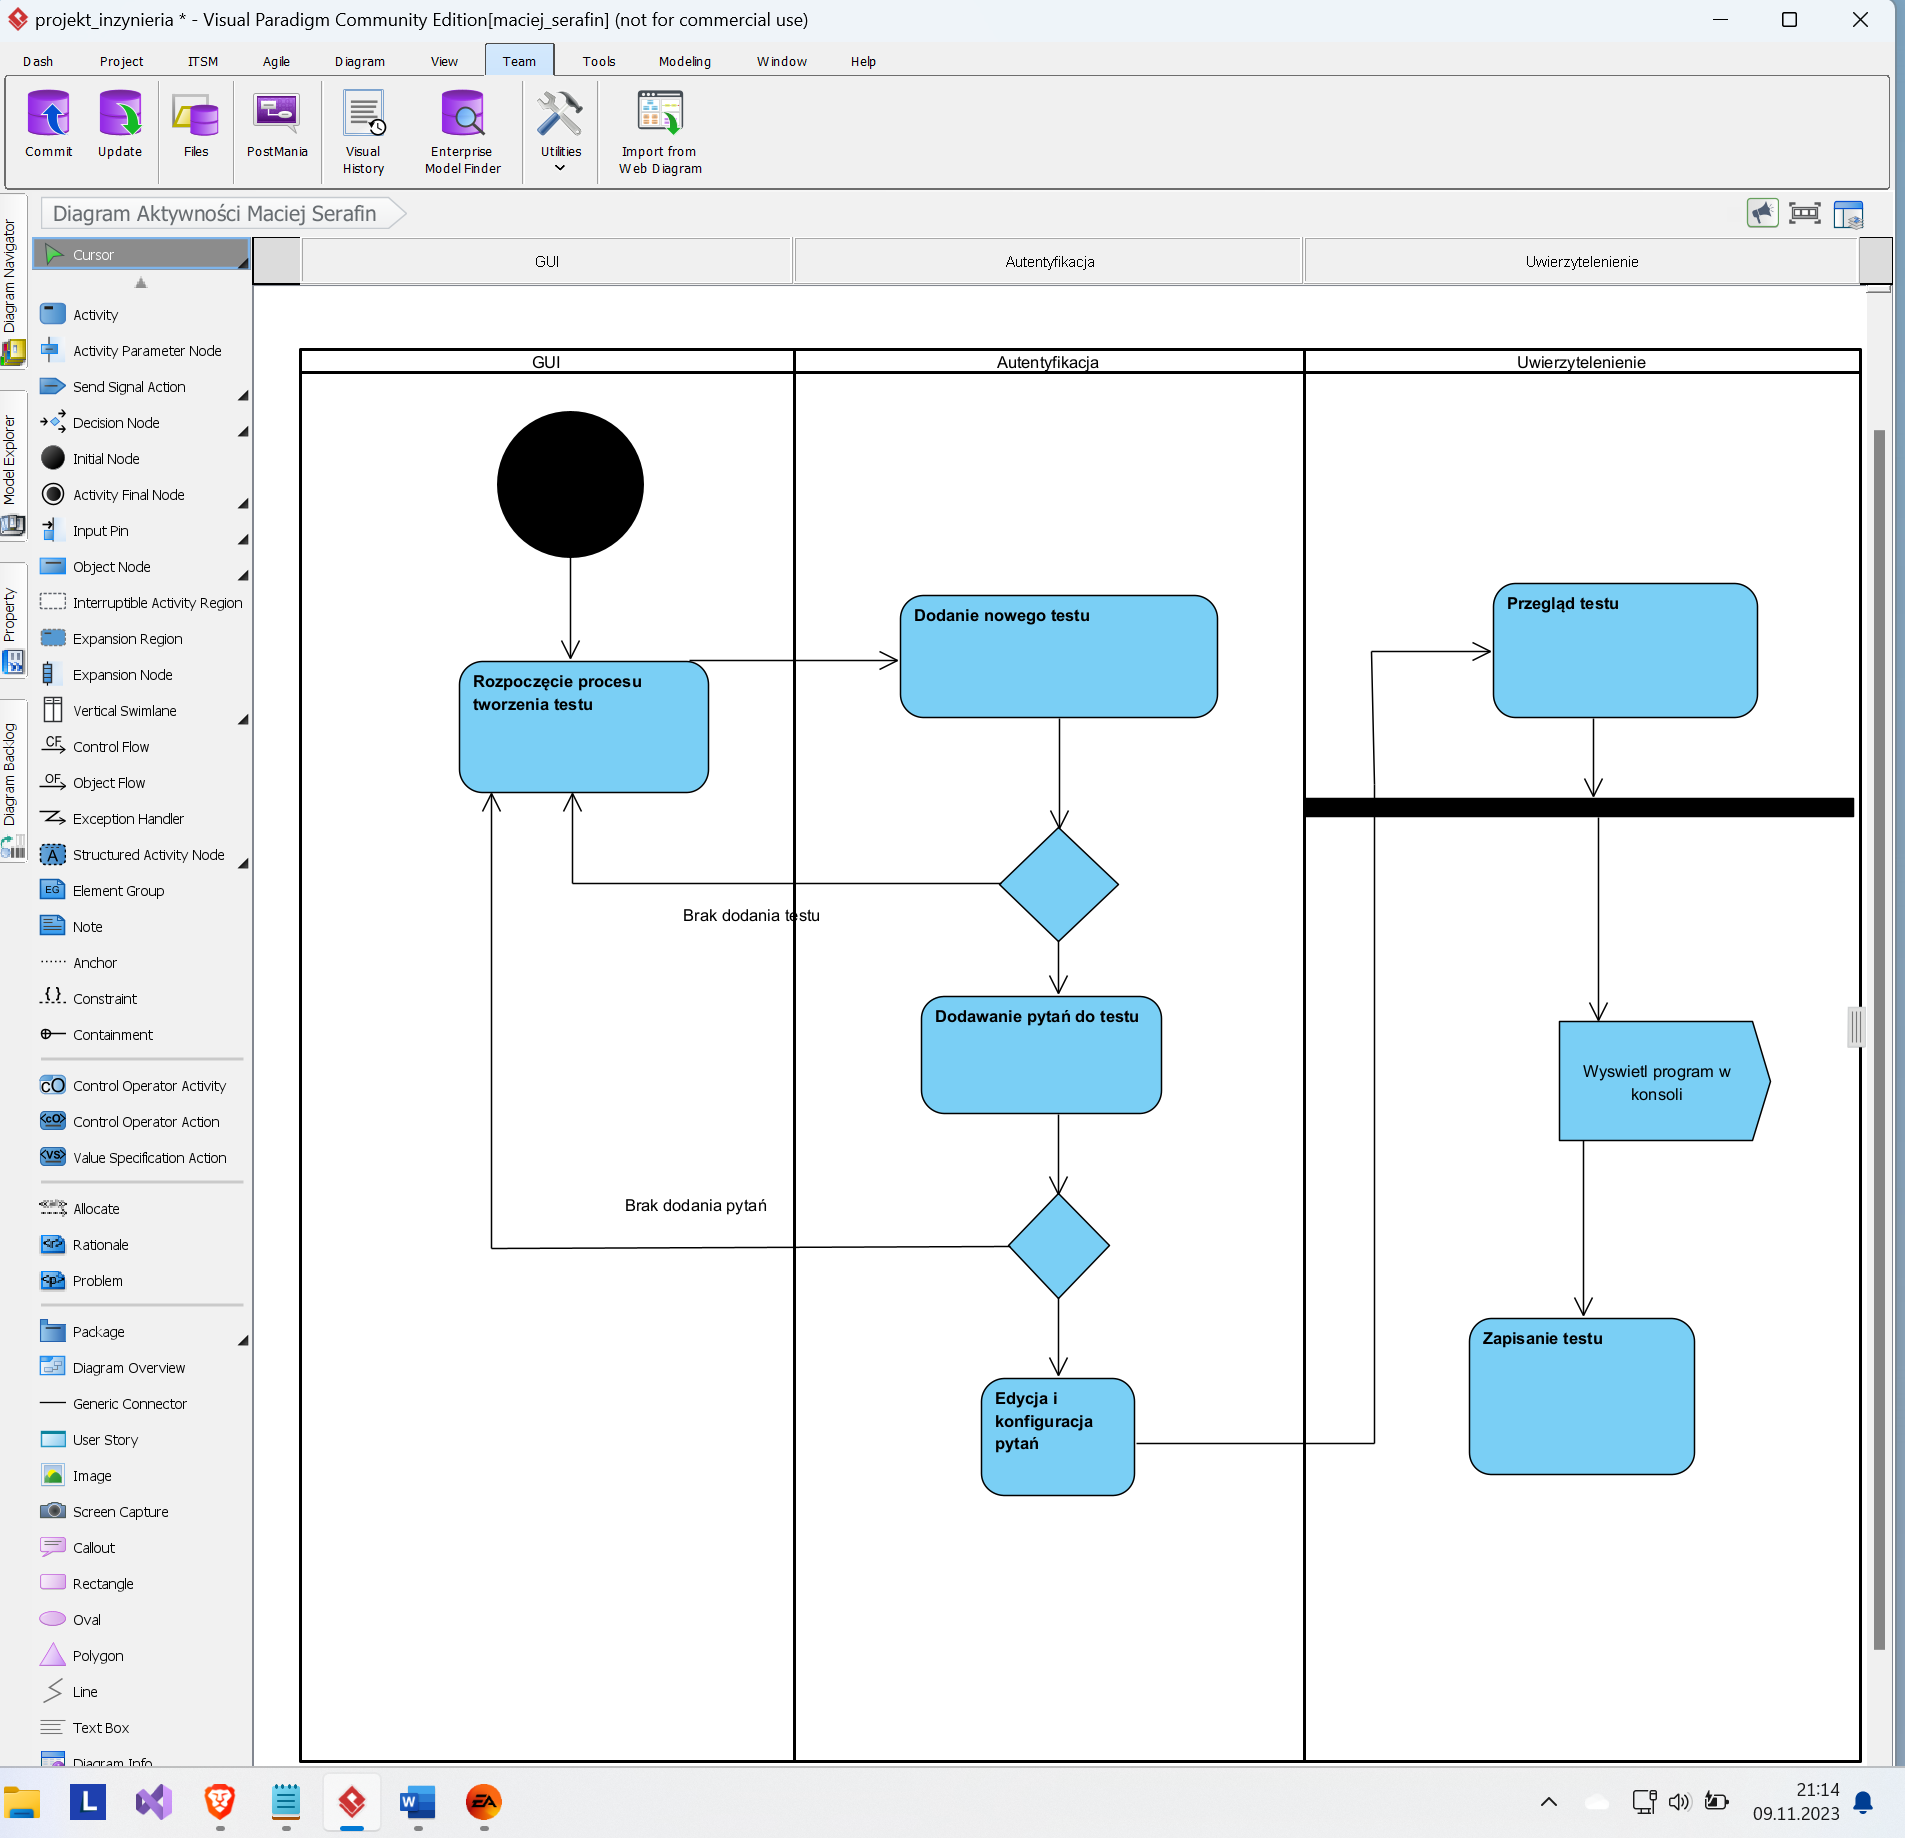 projekt_inzynieria * - Visual Paradigm Community Edition[maciej_serafin] (not for commercial use)
Dash Project ITSM Agile Diagram View Team Tools Modeling Window Help
Commit
Update
Files
PostMania
Visual
History
Enterprise
Model Finder
Utilities
Import from
Web Diagram
Diagram Aktywności Maciej Serafin
Diagram Navigator
Model Explorer
Property
Diagram Backlog
Cursor
Activity
Activity Parameter Node
Send Signal Action
Decision Node
Initial Node
Activity Final Node
Input Pin
Object Node
Interruptible Activity Region
Expansion Region
Expansion Node
Vertical Swimlane
CF
Control Flow
OF
Object Flow
Exception Handler
A
Structured Activity Node
EG
Element Group
Note
Anchor
{}
Constraint
Containment
cO
Control Operator Activity
<cO>
Control Operator Action
<vs>
Value Specification Action
Allocate
<r>
Rationale
<p>
Problem
Package
Diagram Overview
Generic Connector
User Story
Image
Screen Capture
Callout
Rectangle
Oval
Polygon
Line
Text Box
Diagram Info
GUI Autentyfikacja Uwierzytelenienie
GUI Autentyfikacja Uwierzytelenienie
Rozpoczęcie procesu
tworzenia testu
Dodanie nowego testu
Przegląd testu
Brak dodania testu
Dodawanie pytań do testu
Wyswietl program w
konsoli
Brak dodania pytań
Zapisanie testu
Edycja i
konfiguracja
pytań
L
W
EA
21:14
09.11.2023